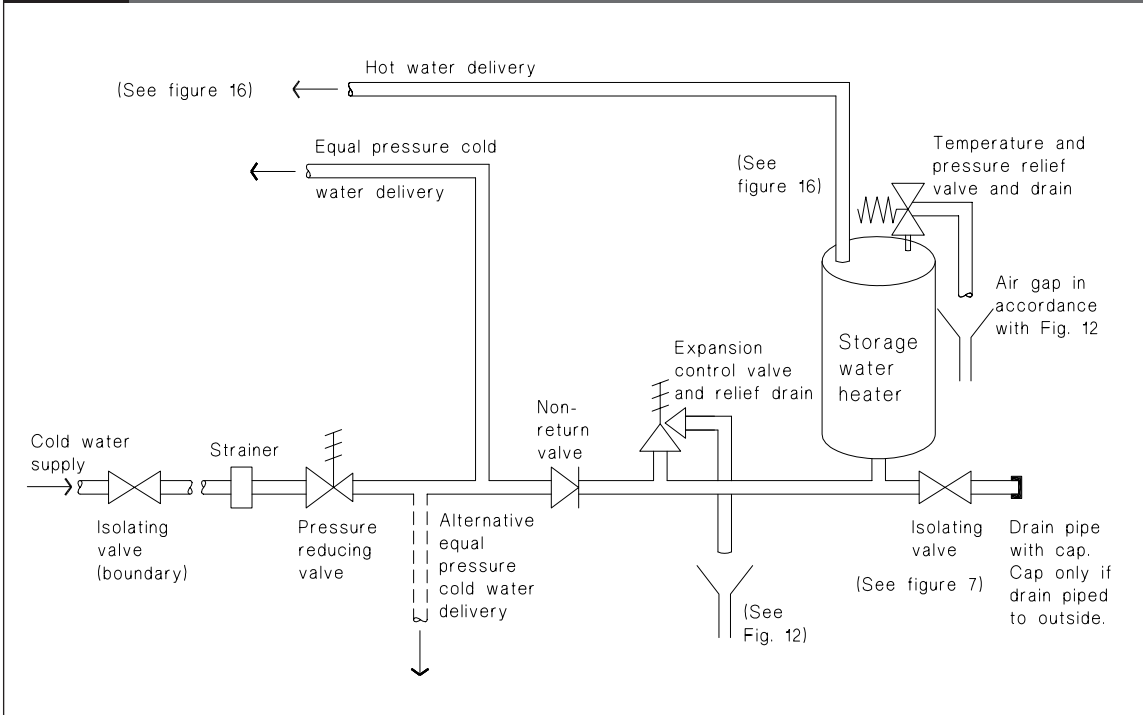 Hot water delivery
(See figure 16)
Equal pressure cold
water delivery
(See
figure 16)
Temperature and
pressure relief
valve and drain
Air gap in
accordance
with Fig. 12
Storage
water
heater
Expansion
control valve
and relief drain
Non-
return
valve
Cold water
supply
Strainer
Isolating
valve
(boundary)
Pressure
reducing
valve
Alternative
equal
pressure
cold water
delivery
(See
Fig. 12)
Isolating
valve
(See figure 7)
Drain pipe
with cap.
Cap only if
drain piped
to outside.